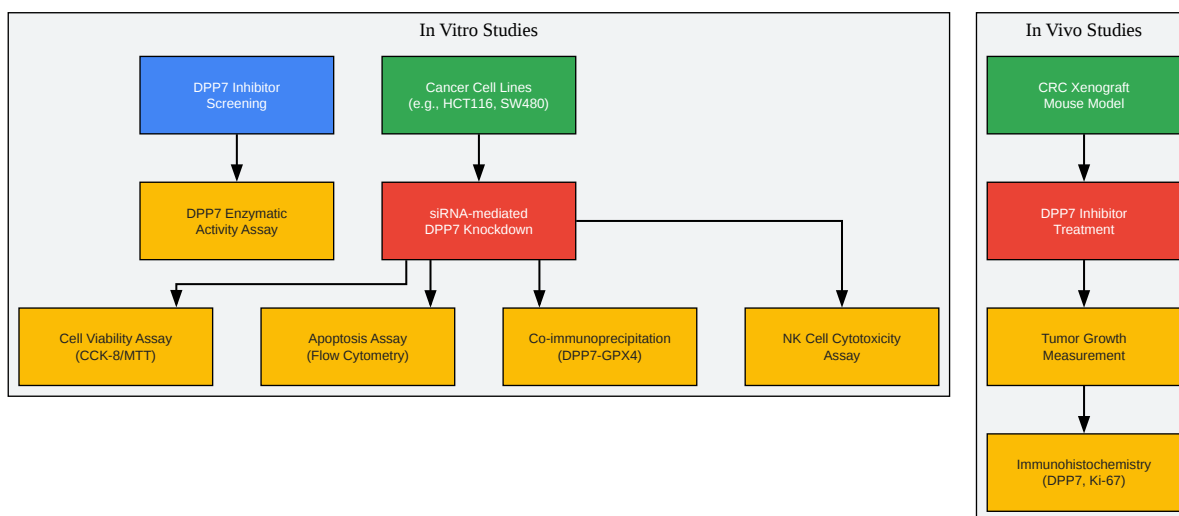 In Vitro Studies
DPP7 Inhibitor
Screening
Cancer Cell Lines
(e.g., HCT116, SW480)
DPP7 Enzymatic
Activity Assay
siRNA-mediated
DPP7 Knockdown
Cell Viability Assay
(CCK-8/MTT)
Apoptosis Assay
(Flow Cytometry)
Co-immunoprecipitation
(DPP7-GPX4)
NK Cell Cytotoxicity
Assay
In Vivo Studies
CRC Xenograft
Mouse Model
DPP7 Inhibitor
Treatment
Tumor Growth
Measurement
Immunohistochemistry
(DPP7, Ki-67)